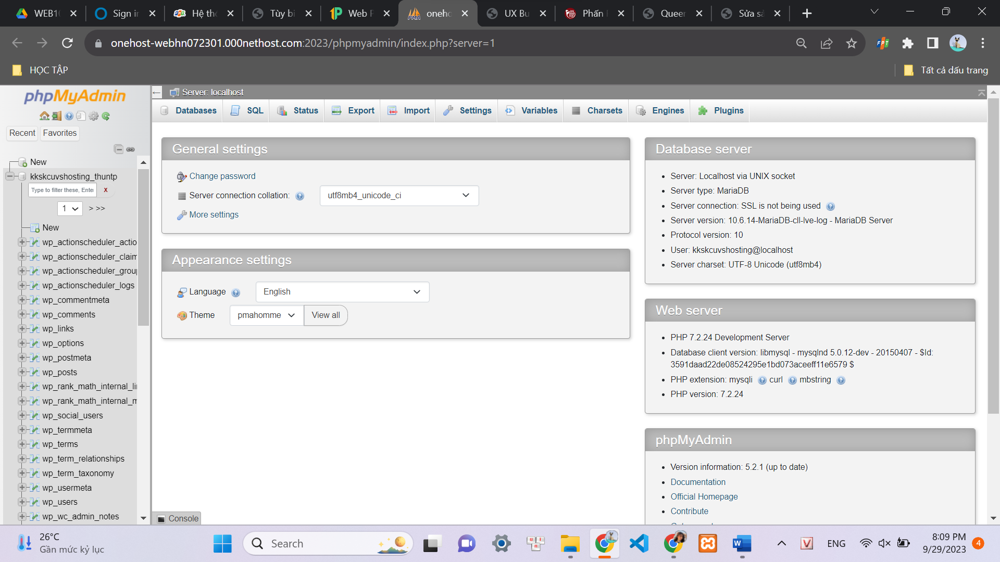 WEB1
Sign i
Hệ th
Tùy bi
Web P
oneho
UX Bu
Phấn
Queer
Sửa sả
onehost-webhn072301.000nethost.com:2023/phpmyadmin/index.php?server=1
FPT
HỌC TẬP
Tất cả dấu trang
phpMyAdmin
Recent
Favorites
New
kkskcuvshosting_thuntp
Type to filter these, Enter
X
1
> >>
New
wp_actionscheduler_actio
wp_actionscheduler_claim
wp_actionscheduler_group
wp_actionscheduler_logs
wp_commentmeta
wp_comments
wp_links
wp_options
wp_postmeta
wp_posts
wp_rank_math_internal_li
wp_rank_math_internal_m
wp_social_users
wp_termmeta
wp_terms
wp_term_relationships
wp_term_taxonomy
wp_usermeta
wp_users
wp_wc_admin_notes
Server: localhost
Databases
SQL
Status
Export
Import
Settings
Variables
Charsets
Engines
Plugins
General settings
Change password
Server connection collation:
utf8mb4_unicode_ci
More settings
Appearance settings
Language
English
Theme
pmahomme
View all
Database server
Server: Localhost via UNIX socket
Server type: MariaDB
Server connection: SSL is not being used
Server version: 10.6.14-MariaDB-cll-lve-log - MariaDB Server
Protocol version: 10
User: kkskcuvshosting@localhost
Server charset: UTF-8 Unicode (utf8mb4)
Web server
PHP 7.2.24 Development Server
Database client version: libmysql - mysqlnd 5.0.12-dev - 20150407 - $Id:
3591daad22de08524295e1bd073aceeff11e6579 $
PHP extension: mysqli curl mbstring
PHP version: 7.2.24
phpMyAdmin
Version information: 5.2.1 (up to date)
Documentation
Official Homepage
Contribute
Console
26°C
Gần mức kỷ lục
Search
ENG
8:09 PM
9/29/2023
4